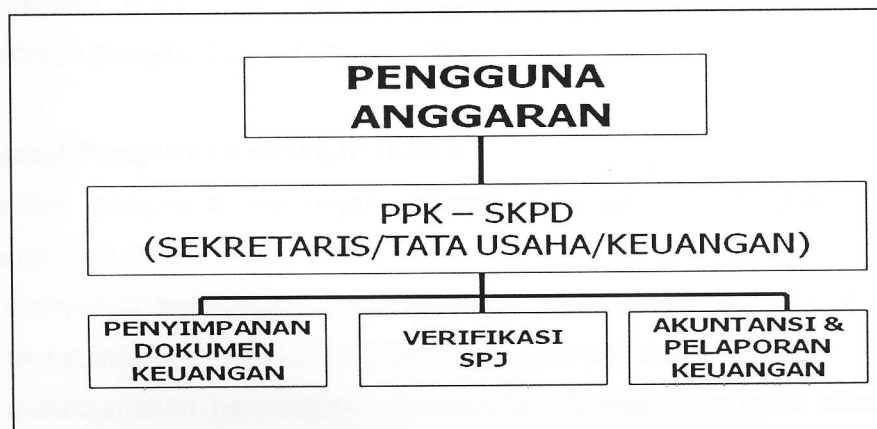 PENGGUNA
ANGGARAN
PPK – SKPD
(SEKRETARIS/TATA USAHA/KEUANGAN)
PENYIMPANAN
DOKUMEN
KEUANGAN
VERIFIKASI
SPJ
AKUNTANSI &
PELAPORAN
KEUANGAN